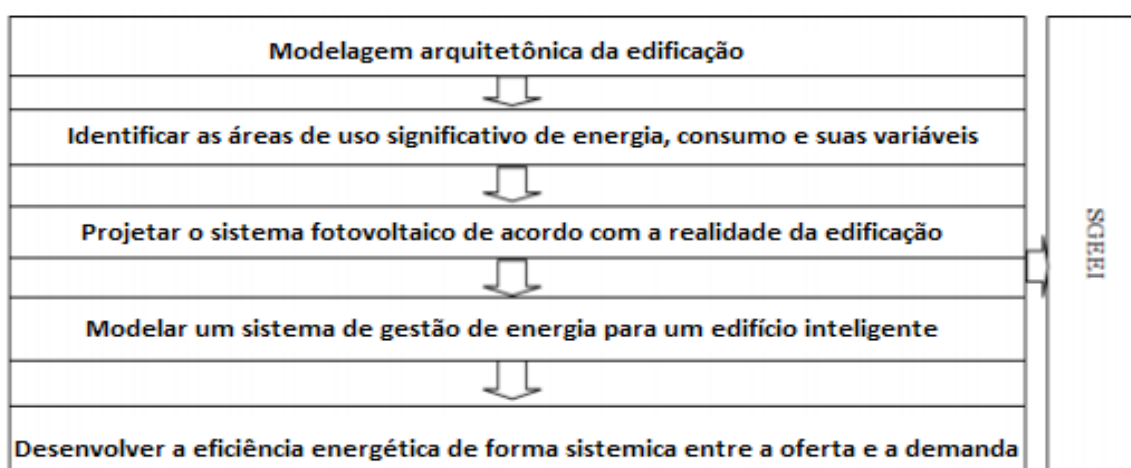 Modelagem arquitetônica da edificação
Identificar as áreas de uso significativo de energia, consumo e suas variáveis
Projetar o sistema fotovoltaico de acordo com a realidade da edificação
Modelar um sistema de gestão de energia para um edifício inteligente
Desenvolver a eficiência energética de forma sistemica entre a oferta e a demanda
SGEEI